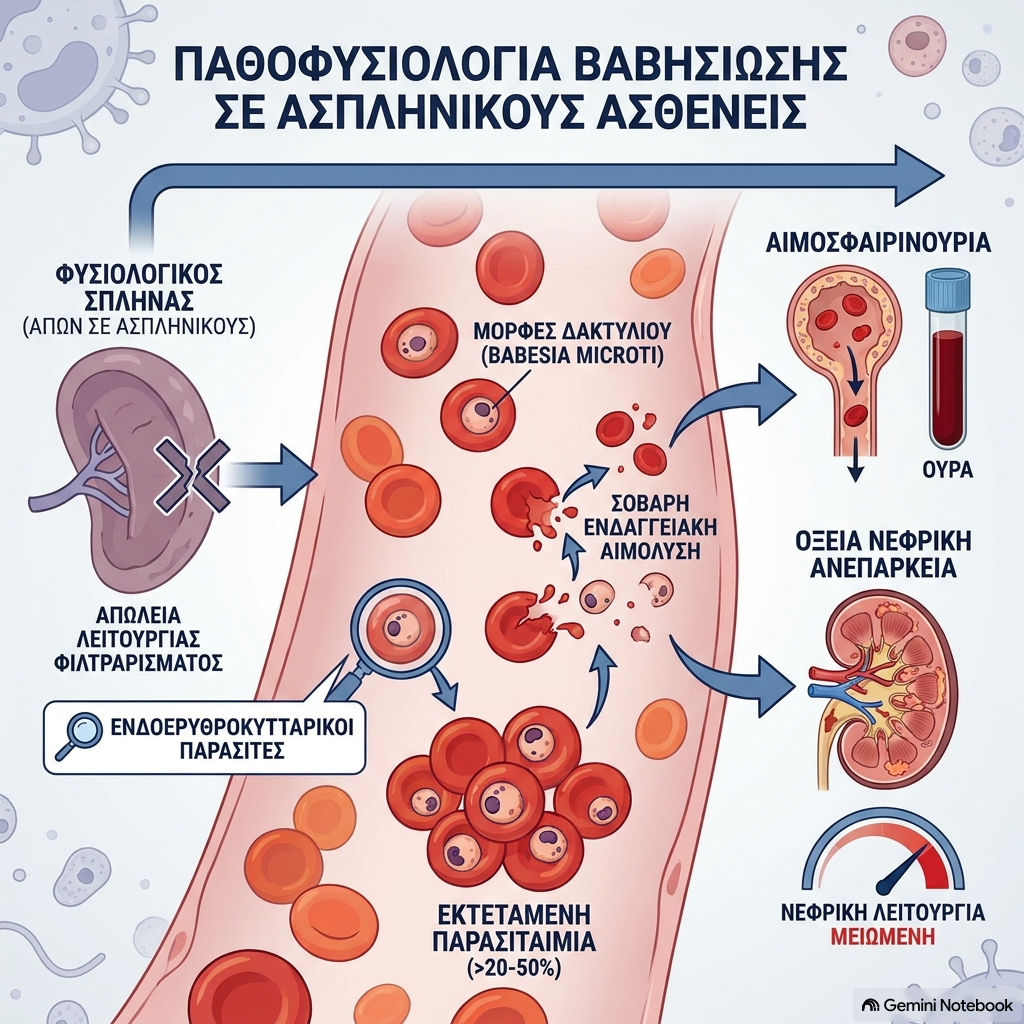 ΠΑΘΟΦΥΣΙΟΛΟΓΙΑ ΒΑΒΗΣΙΩΣΗΣ
ΣΕ ΑΣΠΛΗΝΙΚΟΥΣ ΑΣΘΕΝΕΙΣ
ΦΥΣΙΟΛΟΓΙΚΟΣ
ΣΠΛΗΝΑΣ
(ΑΠΩΝ ΣΕ ΑΣΠΛΗΝΙΚΟΥΣ)
ΑΠΩΛΕΙΑ
ΛΕΙΤΟΥΡΓΙΑΣ
ΦΙΛΤΡΑΡΙΣΜΑΤΟΣ
ΕΝΔΟΕΡΥΘΡΟΚΥΤΤΑΡΙΚΟΙ
ΠΑΡΑΣΙΤΕΣ
ΜΟΡΦΕΣ ΔΑΚΤΥΛΙΟΥ
(BABESIA MICROTI)
ΣΟΒΑΡΗ
ΕΝΔΑΓΓΕΙΑΚΗ
ΑΙΜΟΛΥΣΗ
ΕΚΤΕΤΑΜΕΝΗ
ΠΑΡΑΣΙΤΑΙΜΙΑ
(>20-50%)
ΑΙΜΟΣΦΑΙΡΙΝΟΥΡΙΑ
ΟΥΡΑ
ΟΞΕΙΑ ΝΕΦΡΙΚΗ
ΑΝΕΠΑΡΚΕΙΑ
ΝΕΦΡΙΚΗ ΛΕΙΤΟΥΡΓΙΑ
ΜΕΙΩΜΕΝΗ
Gemini Notebook